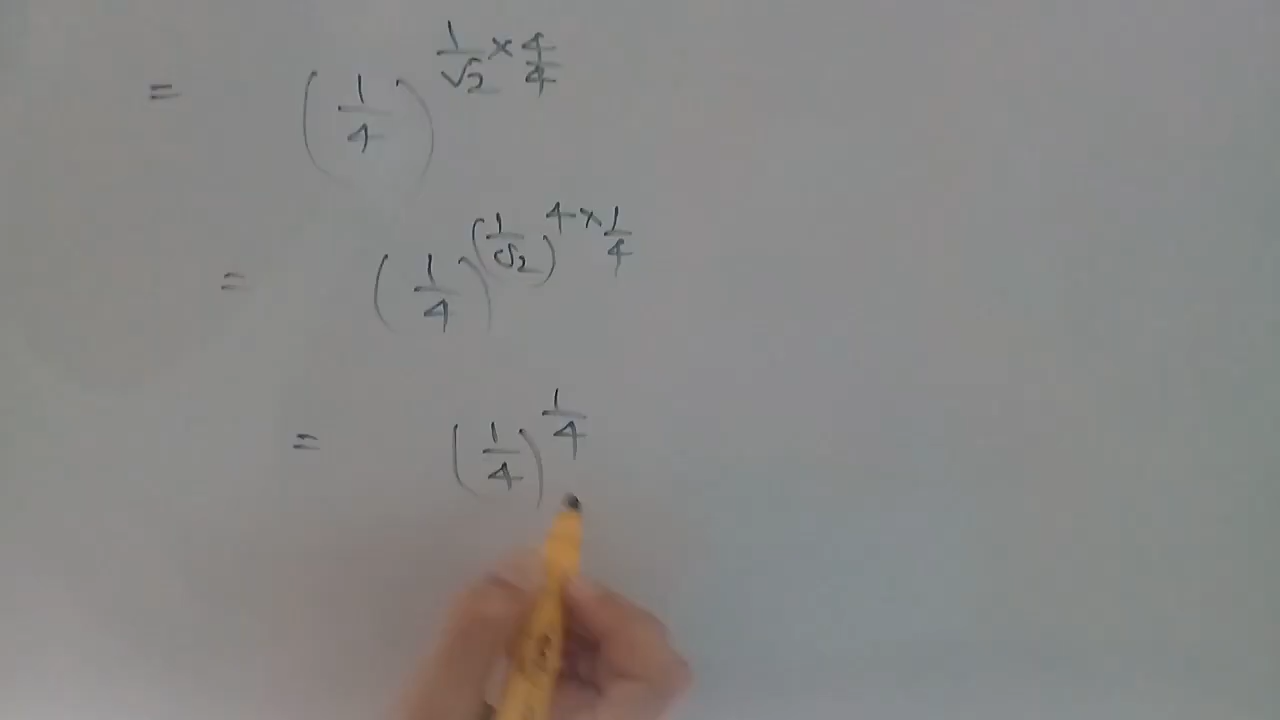 = (1/4)^(1/√2 × 4/4)
= (1/4)^(1/√2)^(4 × 1/4)
= (1/4)^(1/4)